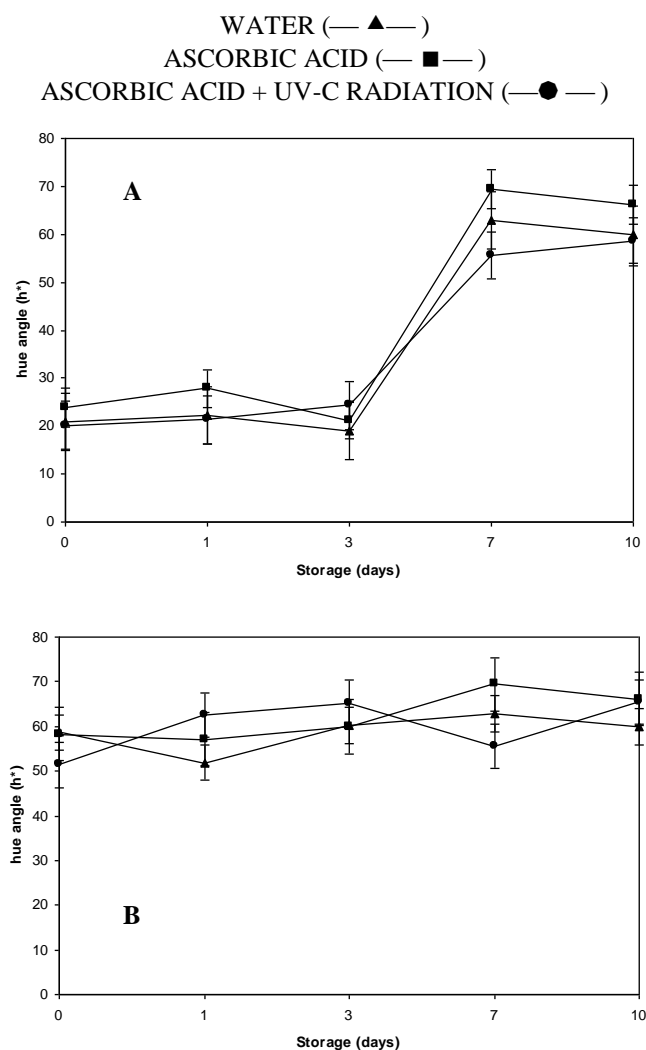 WATER (— ▲— )
ASCORBIC ACID (— ■ — )
ASCORBIC ACID + UV-C RADIATION (—● — )
80
70
60
50
40
30
20
10
0
hue angle (h*)
A
0 1 3 7 10
Storage (days)
80
70
60
50
40
30
20
10
0
hue angle (h*)
B
0 1 3 7 10
Storage (days)